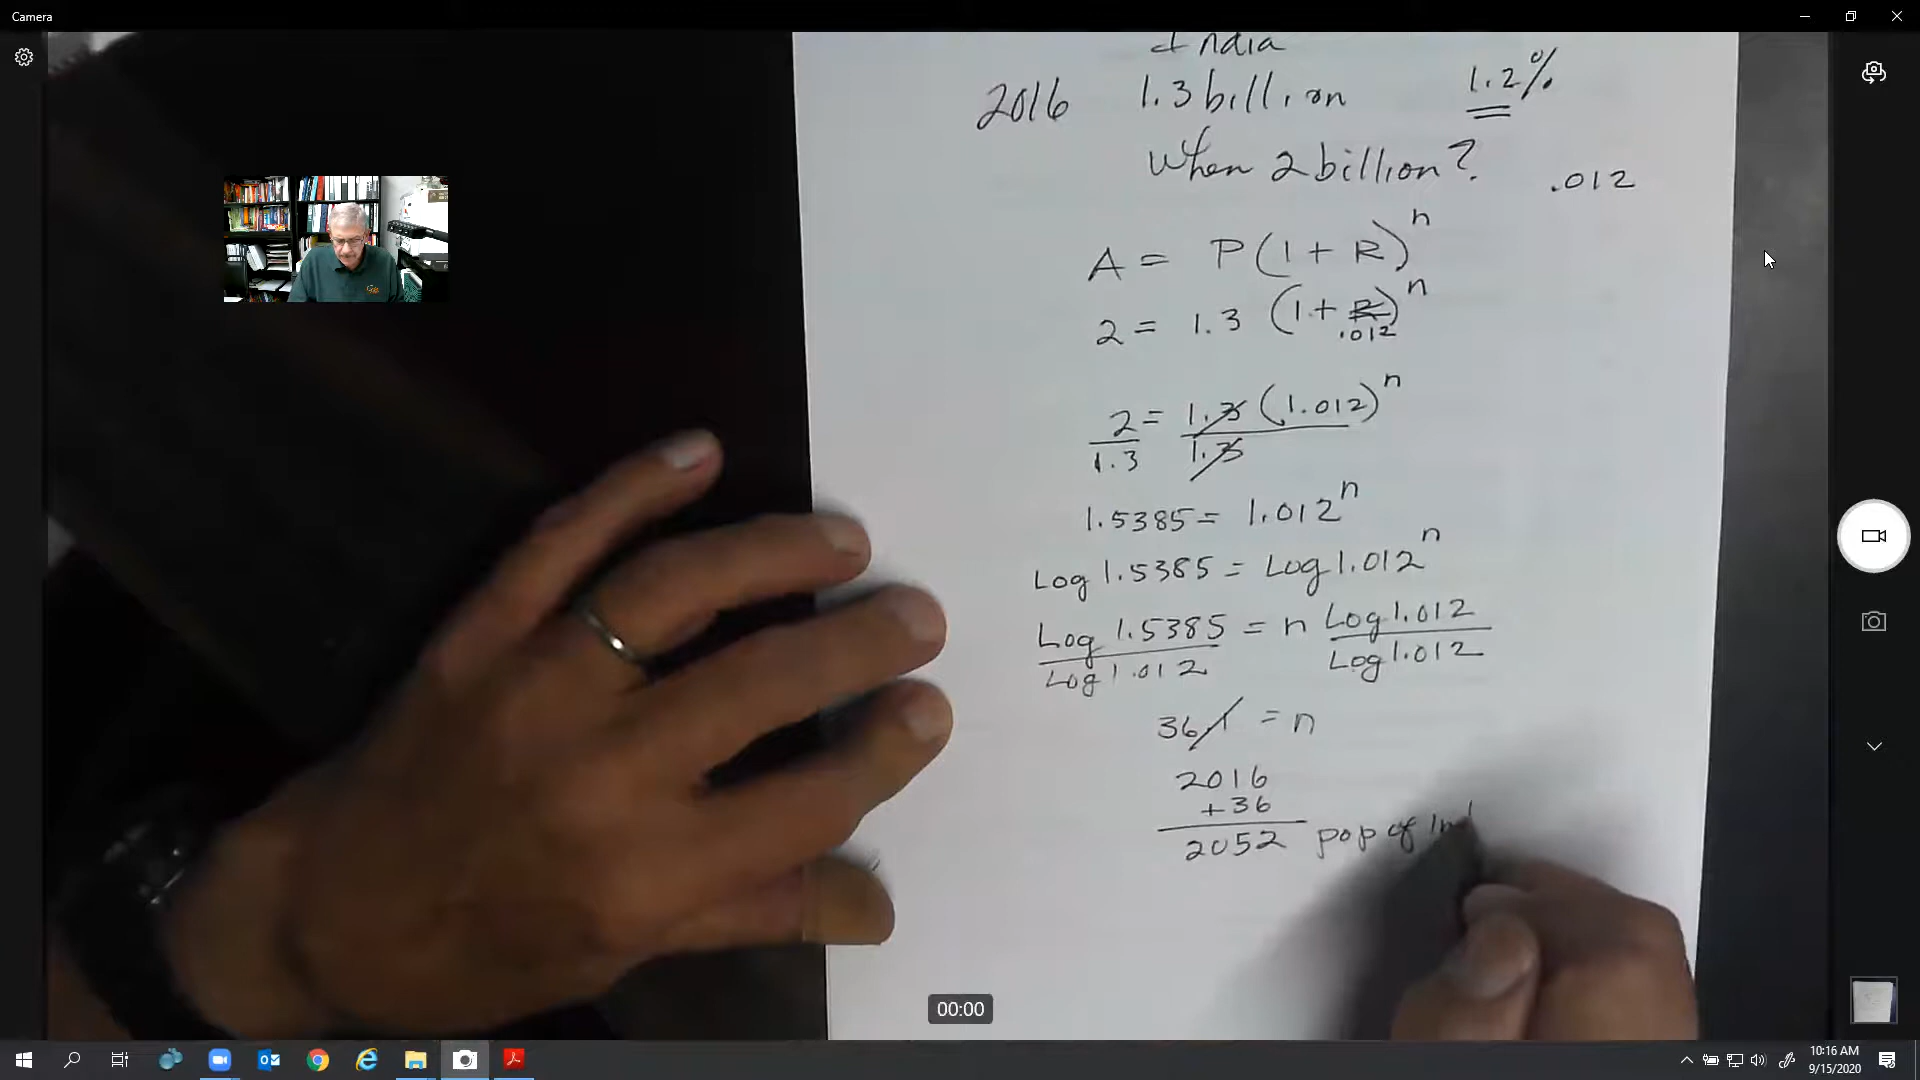 Camera
India
2016 1.3 billion 1.2%
When 2 billion?
.012
A = P(1 + R)^n
2 = 1.3 (1 + R)^n
.012
2 = 1.3 (1.012)^n
1.3 1.3
1.5385 = 1.012^n
Log 1.5385 = Log 1.012^n
Log 1.5385 = n Log 1.012
Log 1.012 Log 1.012
36.1 = n
2016
+36
2052 pop of Ind
00:00
10:16 AM
9/15/2020